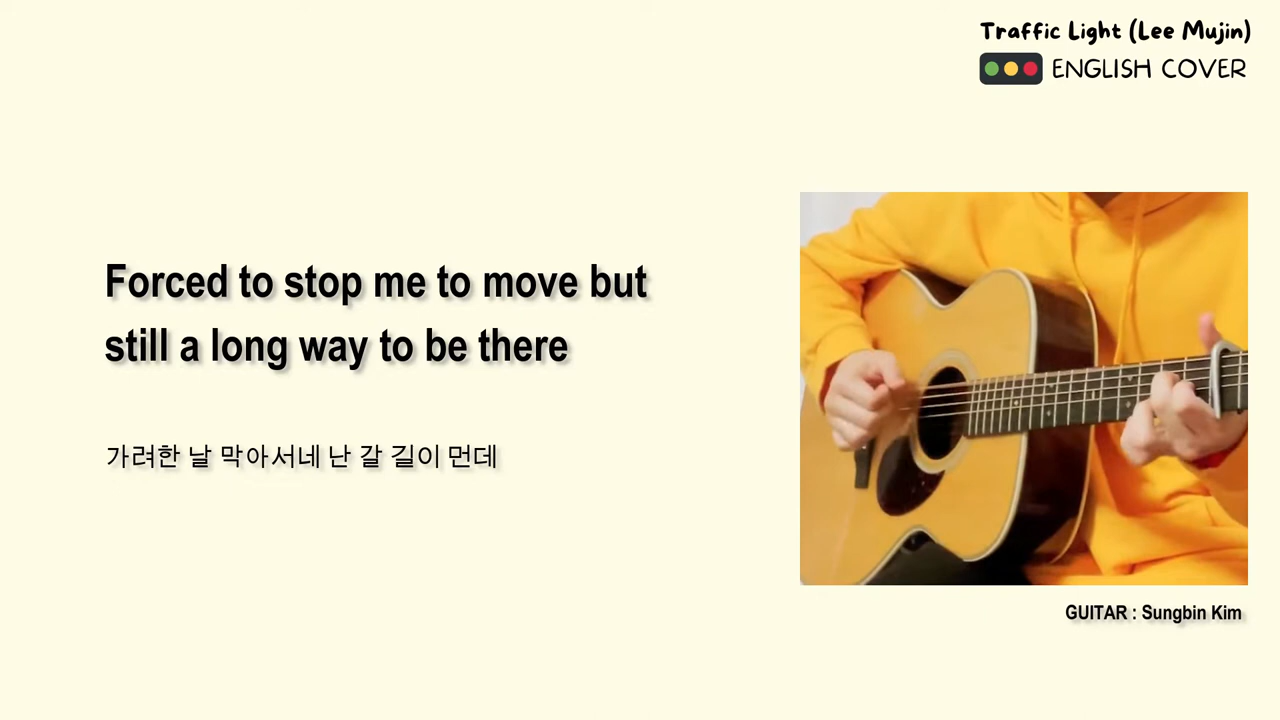 Traffic Light (Lee Mujin)
ENGLISH COVER
Forced to stop me to move but
still a long way to be there
가려한 날 막아서네 난 갈 길이 먼데
GUITAR : Sungbin Kim